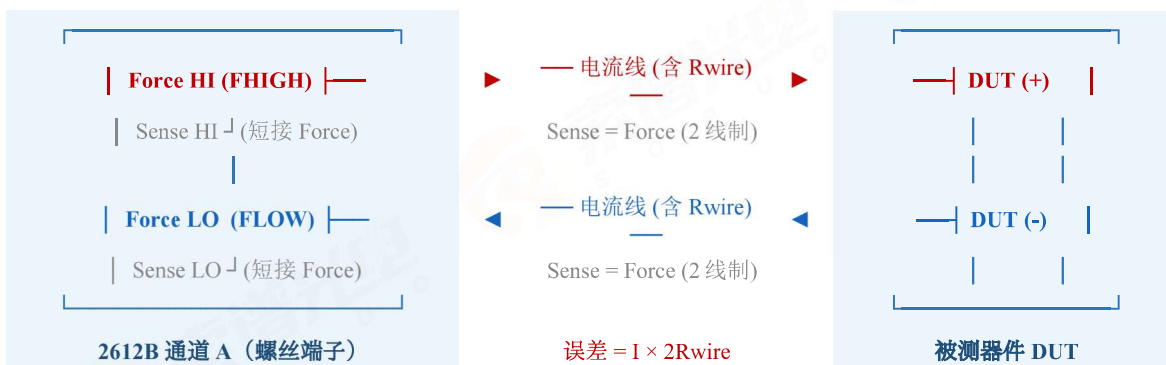 Force HI (FHIGH)
Sense HI ┘(短接 Force)
Force LO (FLOW)
Sense LO ┘(短接 Force)
2612B 通道 A（螺丝端子）
电流线 (含 Rwire)
Sense = Force (2 线制)
电流线 (含 Rwire)
Sense = Force (2 线制)
误差 = I × 2Rwire
DUT (+)
DUT (-)
被测器件 DUT